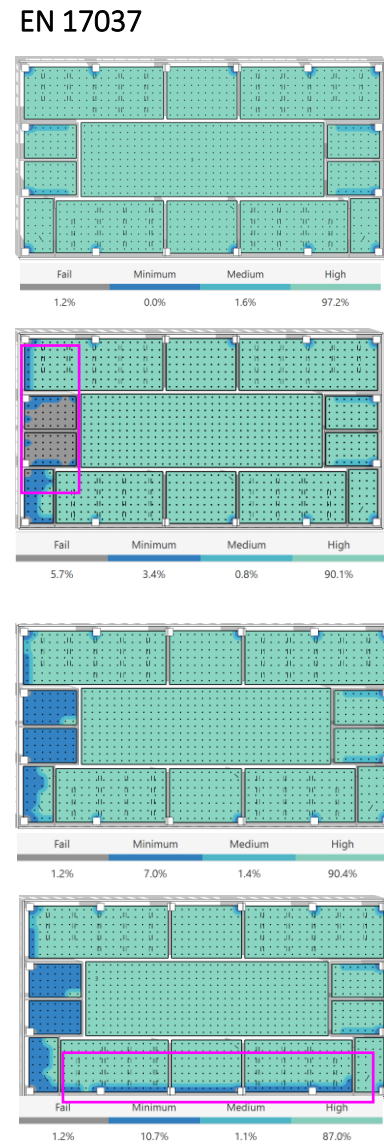 EN 17037
Fail Minimum Medium High
1.2% 0.0% 1.6% 97.2%
Fail Minimum Medium High
5.7% 3.4% 0.8% 90.1%
Fail Minimum Medium High
1.2% 7.0% 1.4% 90.4%
Fail Minimum Medium High
1.2% 10.7% 1.1% 87.0%